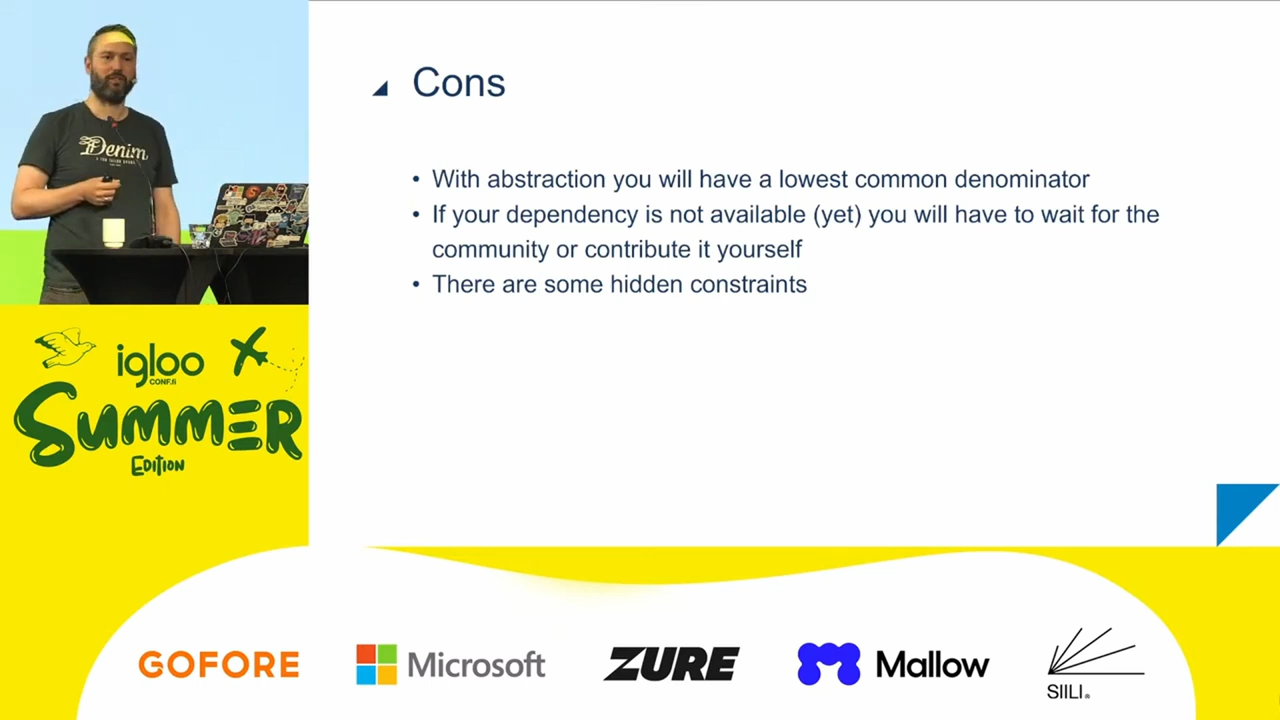 Cons
• With abstraction you will have a lowest common denominator
• If your dependency is not available (yet) you will have to wait for the
community or contribute it yourself
• There are some hidden constraints
Denim
igloo
CONF.fi
SUMMER
EDITION
GOFORE
Microsoft
ZURE
Mallow
SIILI